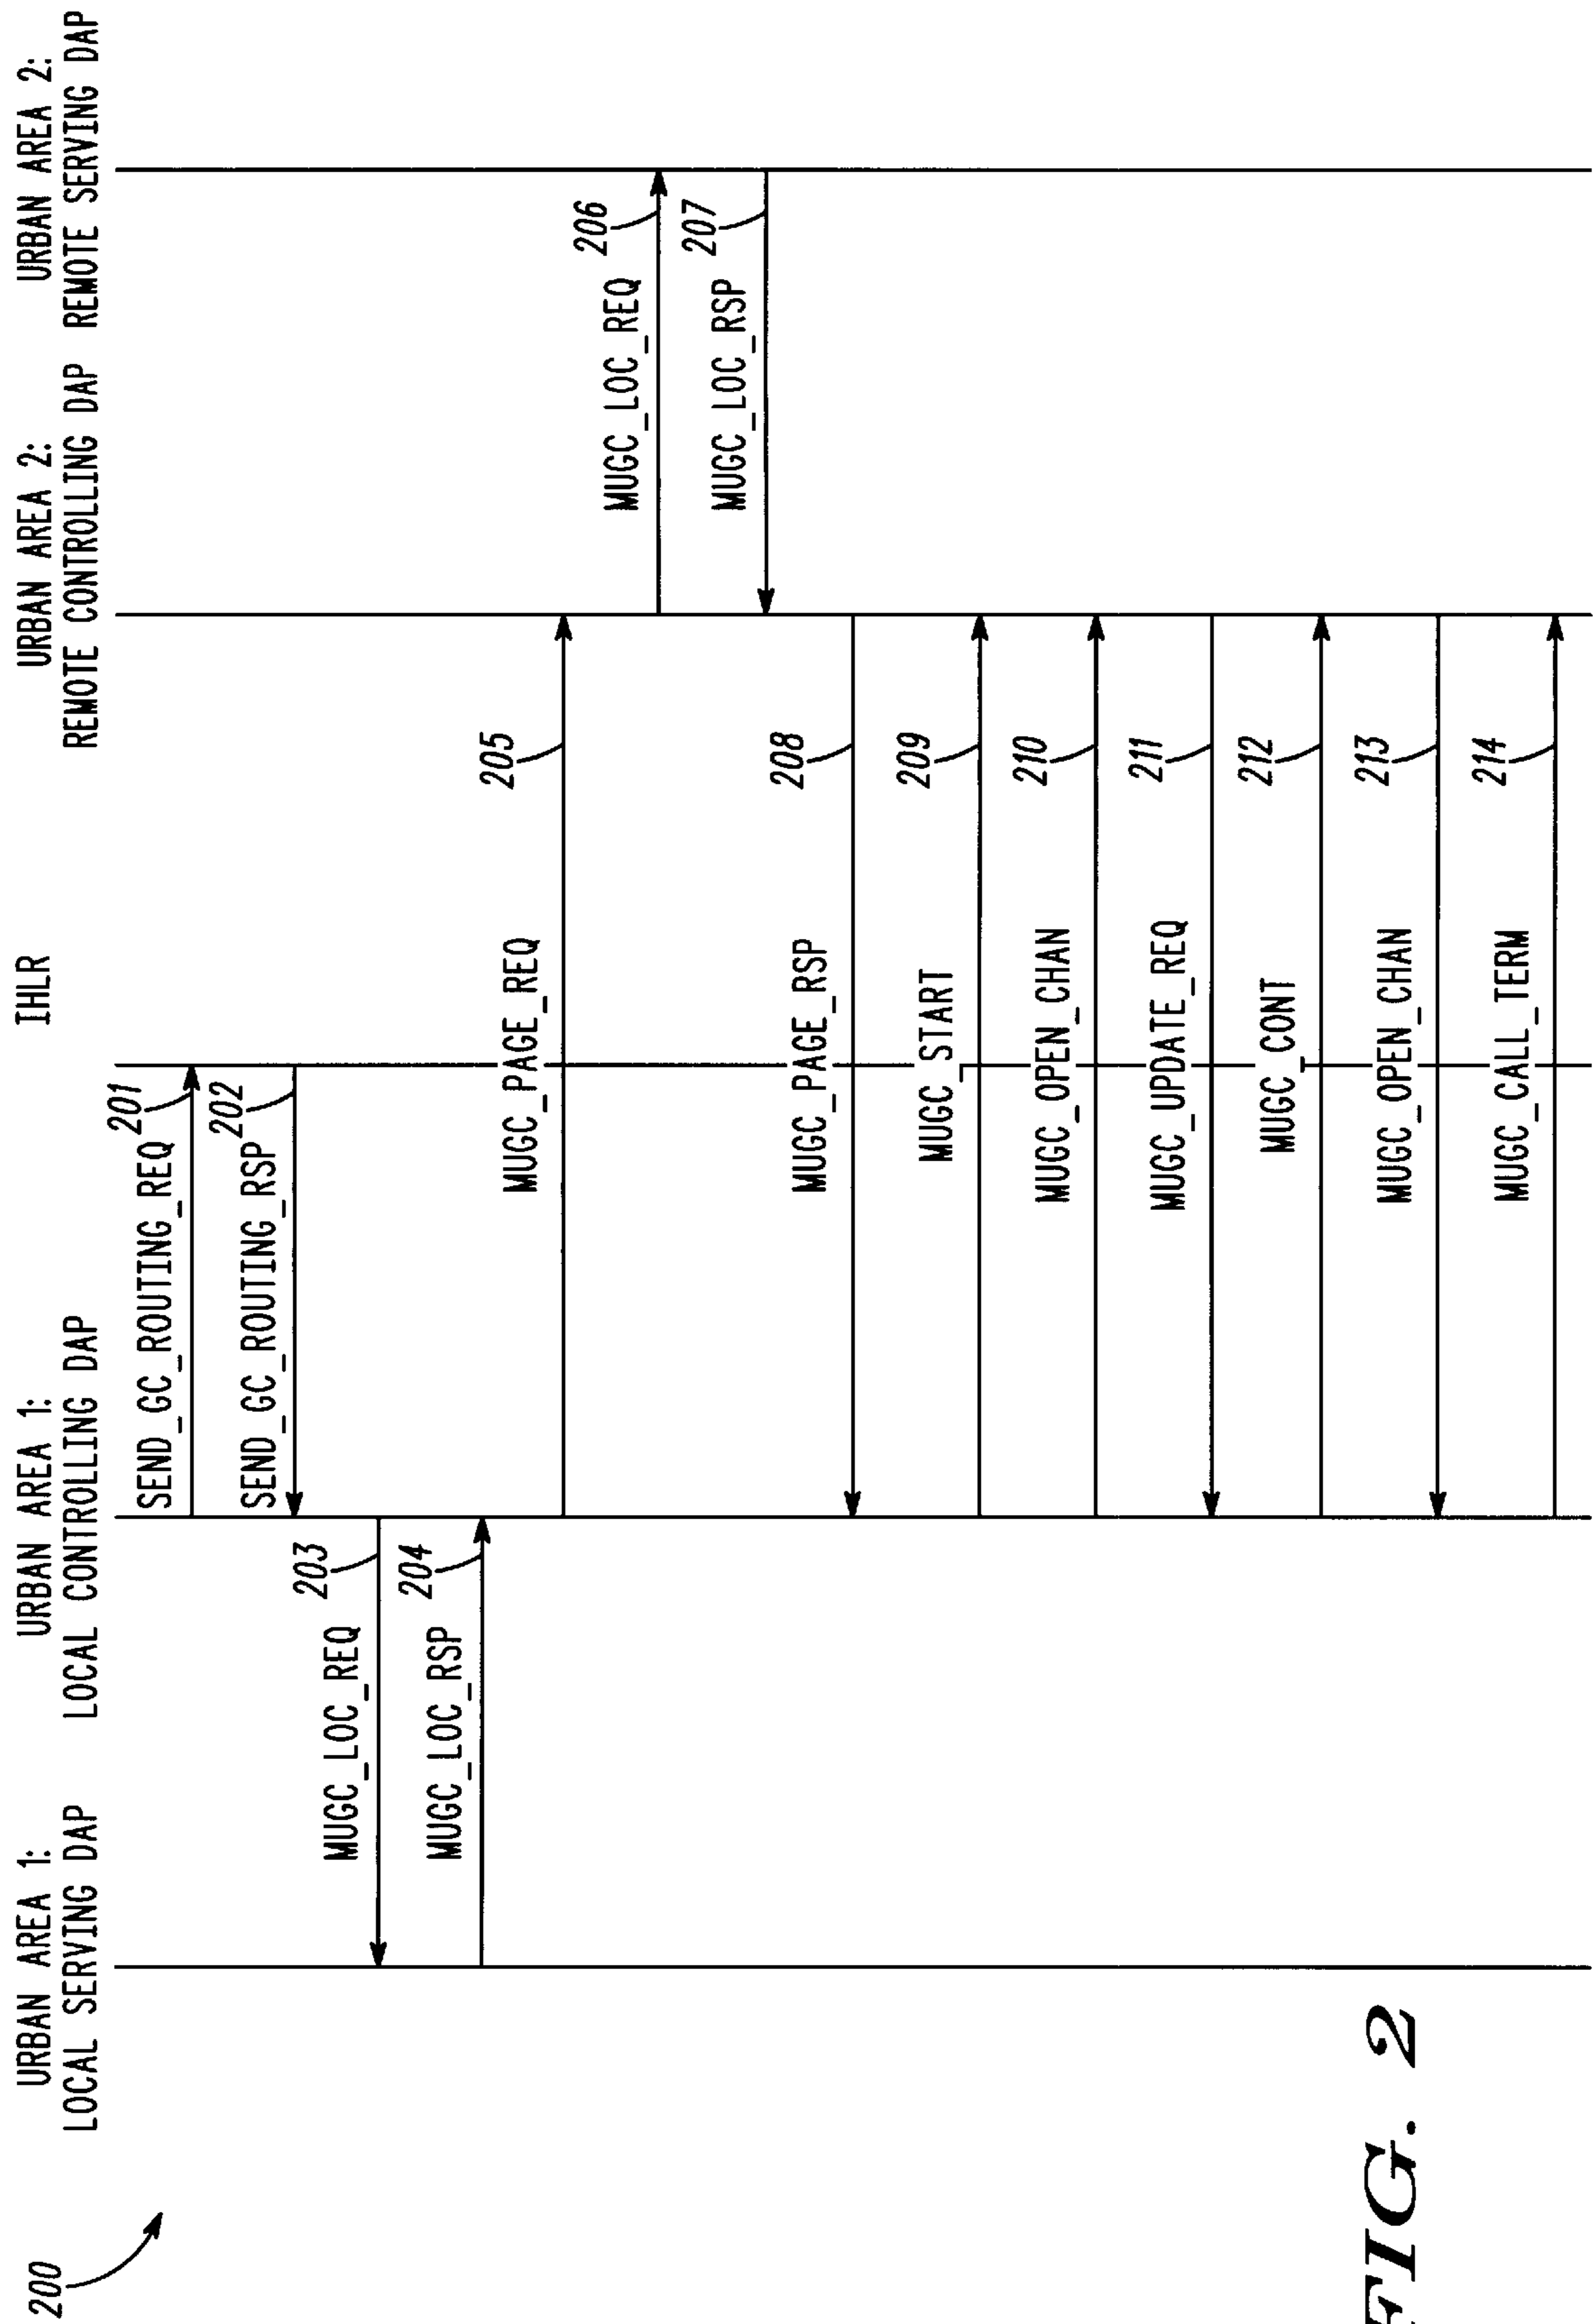 200
URBAN AREA 1:
LOCAL SERVING DAP
URBAN AREA 1:
LOCAL CONTROLLING DAP
IHLR
URBAN AREA 2:
REMOTE CONTROLLING DAP
URBAN AREA 2:
REMOTE SERVING DAP
SEND_GC_ROUTING_REQ
201
SEND_GC_ROUTING_RSP
202
MUGC_LOC_REQ
203
MUGC_LOC_RSP
204
MUGC_PAGE_REQ
205
MUGC_LOC_REQ
206
MUGC_LOC_RSP
207
MUGC_PAGE_RSP
208
MUGC_START
209
MUGC_OPEN_CHAN
210
MUGC_UPDATE_REQ
211
MUGC_CONT
212
MUGC_OPEN_CHAN
213
MUGC_CALL_TERM
214
FIG. 2